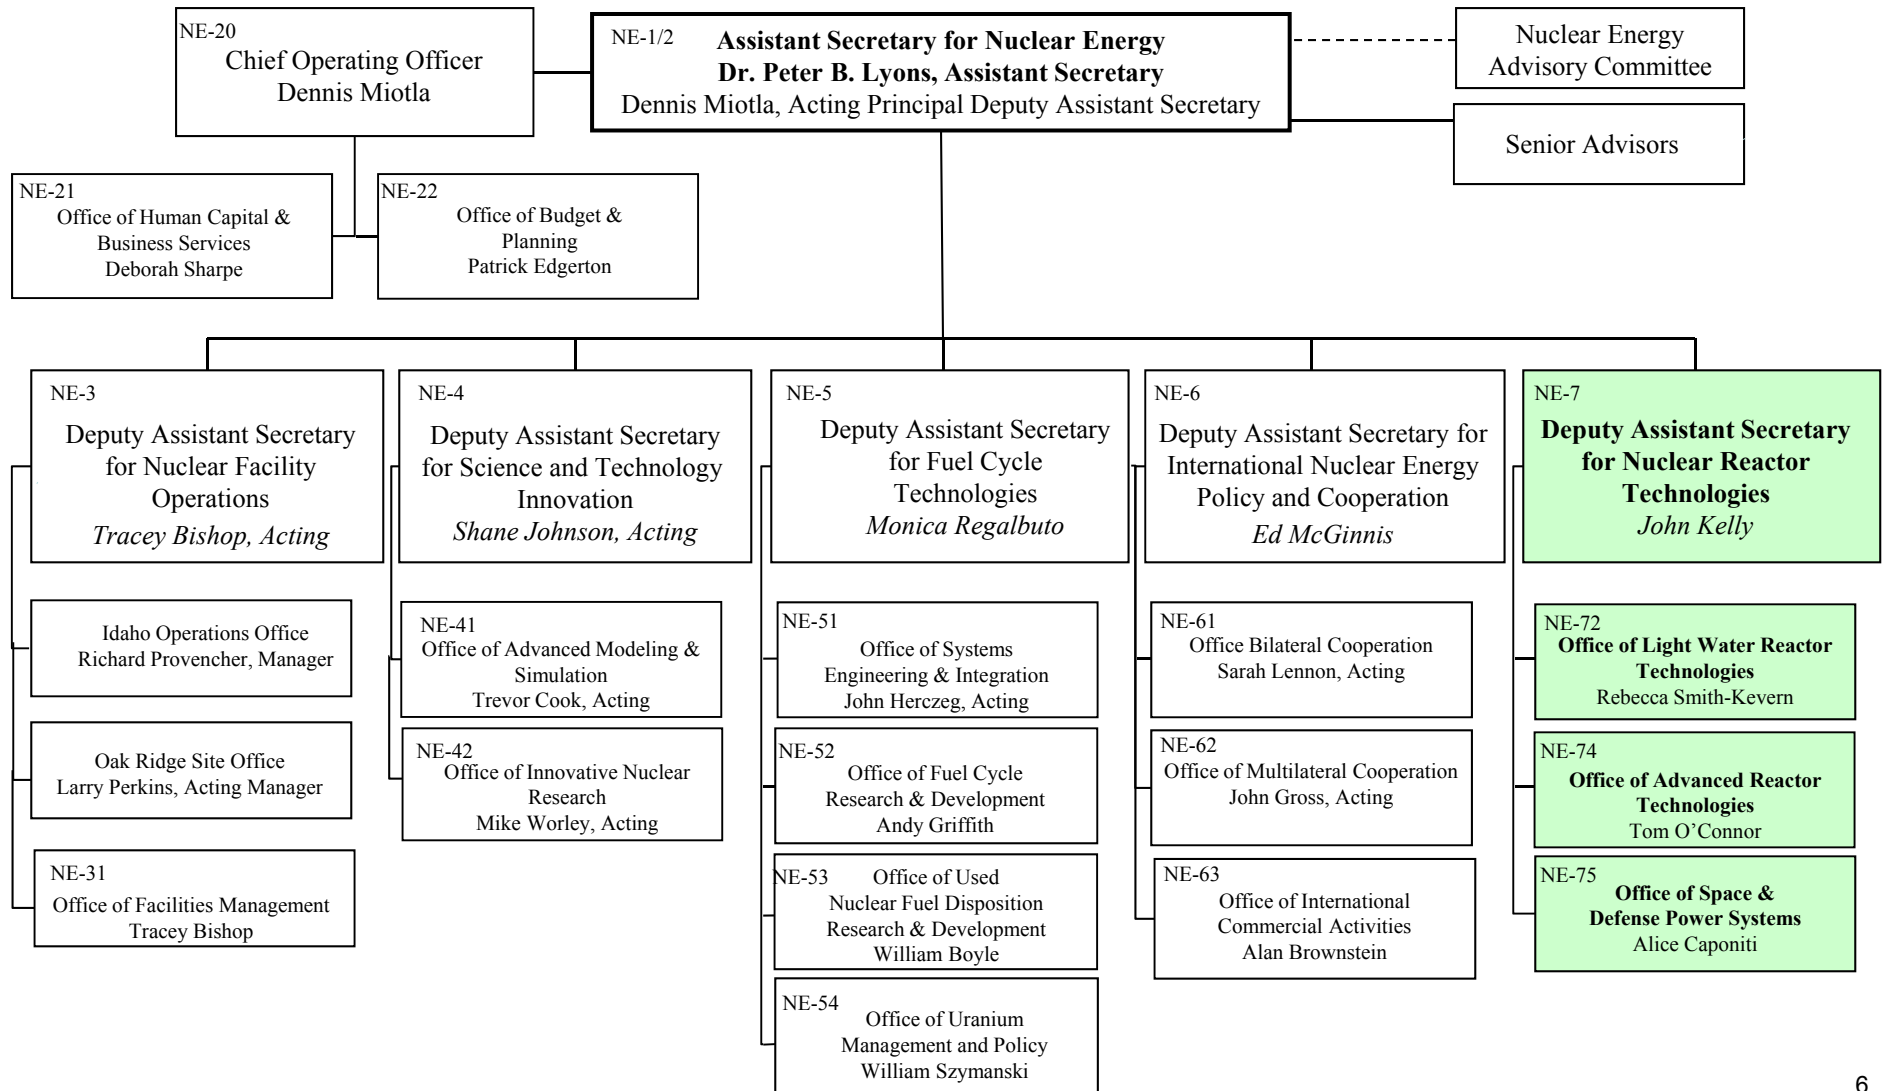 NE-20
Chief Operating Officer
Dennis Miotla
NE-1/2
Assistant Secretary for Nuclear Energy
Dr. Peter B. Lyons, Assistant Secretary
Dennis Miotla, Acting Principal Deputy Assistant Secretary
Nuclear Energy
Advisory Committee
Senior Advisors
NE-21
Office of Human Capital &
Business Services
Deborah Sharpe
NE-22
Office of Budget &
Planning
Patrick Edgerton
NE-3
Deputy Assistant Secretary
for Nuclear Facility
Operations
Tracey Bishop, Acting
Idaho Operations Office
Richard Provencher, Manager
Oak Ridge Site Office
Larry Perkins, Acting Manager
NE-31
Office of Facilities Management
Tracey Bishop
NE-4
Deputy Assistant Secretary
for Science and Technology
Innovation
Shane Johnson, Acting
NE-41
Office of Advanced Modeling &
Simulation
Trevor Cook, Acting
NE-42
Office of Innovative Nuclear
Research
Mike Worley, Acting
NE-5
Deputy Assistant Secretary
for Fuel Cycle
Technologies
Monica Regalbuto
NE-51
Office of Systems
Engineering & Integration
John Herczeg, Acting
NE-52
Office of Fuel Cycle
Research & Development
Andy Griffith
NE-53
Office of Used
Nuclear Fuel Disposition
Research & Development
William Boyle
NE-54
Office of Uranium
Management and Policy
William Szymanski
NE-6
Deputy Assistant Secretary for
International Nuclear Energy
Policy and Cooperation
Ed McGinnis
NE-61
Office Bilateral Cooperation
Sarah Lennon, Acting
NE-62
Office of Multilateral Cooperation
John Gross, Acting
NE-63
Office of International
Commercial Activities
Alan Brownstein
NE-7
Deputy Assistant Secretary
for Nuclear Reactor
Technologies
John Kelly
NE-72
Office of Light Water Reactor
Technologies
Rebecca Smith-Kevern
NE-74
Office of Advanced Reactor
Technologies
Tom O’Connor
NE-75
Office of Space &
Defense Power Systems
Alice Caponiti
6